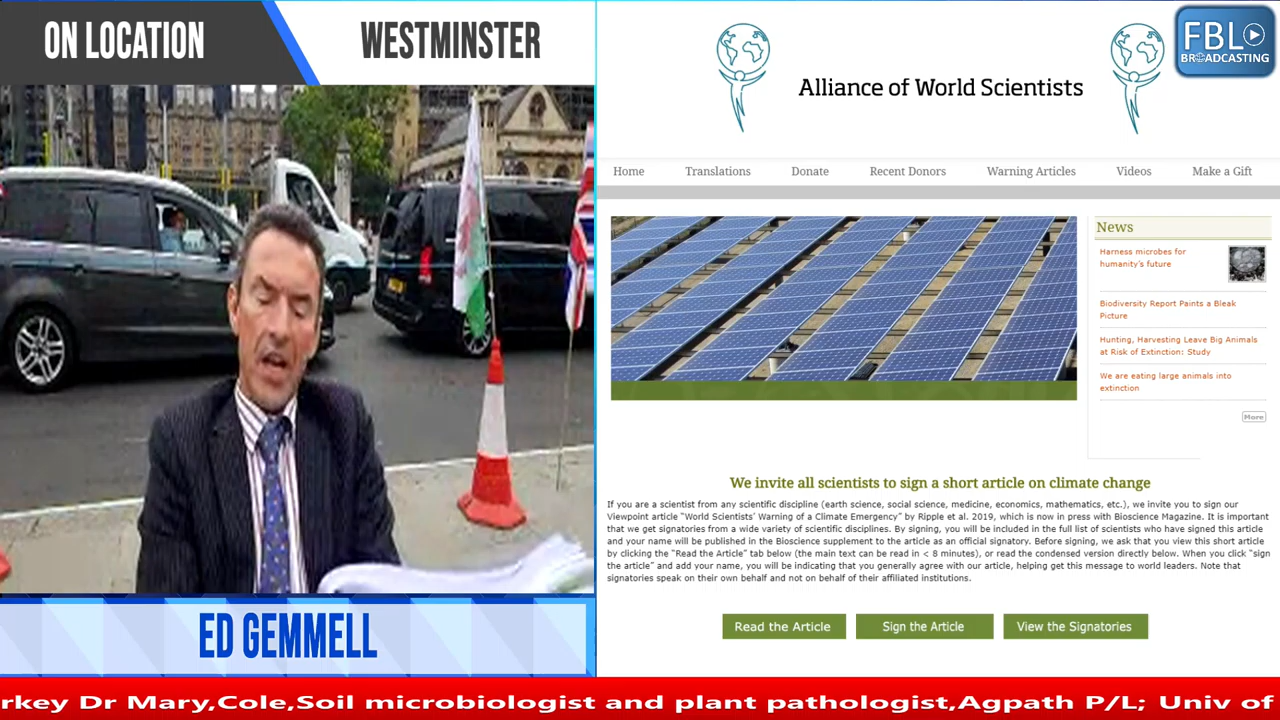 ON LOCATION
WESTMINSTER
FBL
BROADCASTING
Alliance of World Scientists
Home
Translations
Donate
Recent Donors
Warning Articles
Videos
Make a Gift
News
Harness microbes for
humanity's future
Biodiversity Report Paints a Bleak
Picture
Hunting, Harvesting Leave Big Animals
at Risk of Extinction: Study
We are eating large animals into
extinction
More
We invite all scientists to sign a short article on climate change
If you are a scientist from any scientific discipline (earth science, social science, medicine, economics, mathematics, etc.), we invite you to sign our
Viewpoint article "World Scientists' Warning of a Climate Emergency" by Ripple et al. 2019, which is now in press with Bioscience Magazine. It is important
that we get signatories from a wide variety of scientific disciplines. By signing, you will be included in the full list of scientists who have signed this article
and your name will be published in the Bioscience supplement to the article as an official signatory. Before signing, we ask that you view this short article
by clicking the "Read the Article" tab below (the main text can be read in < 8 minutes), or read the condensed version directly below. When you click "sign
the article" and add your name, you will be indicating that you generally agree with our article, helping get this message to world leaders. Note that
signatories speak on their own behalf and not on behalf of their affiliated institutions.
Read the Article
Sign the Article
View the Signatories
ED GEMMELL
rkey Dr Mary,Cole,Soil microbiologist and plant pathologist,Agpath P/L; Univ of